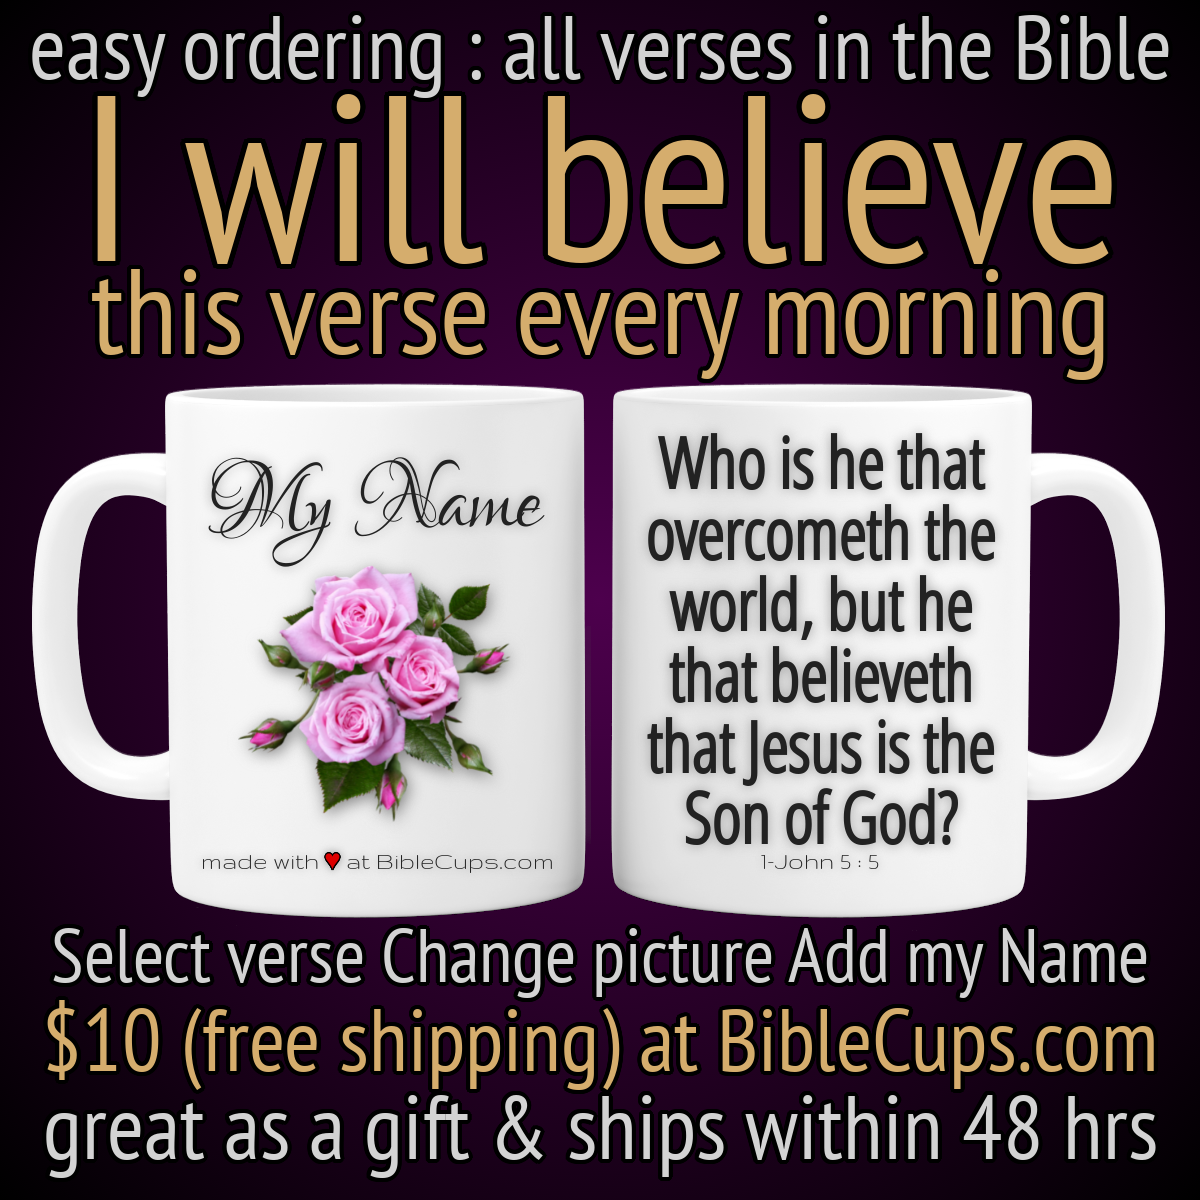 easy ordering : all verses in the Bible
I will believe
this verse every morning
My Name
made with ♥ at BibleCups.com
Who is he that
overcometh the
world, but he
that believeth
that Jesus is the
Son of God?
1-John 5 : 5
Select verse Change picture Add my Name
$10 (free shipping) at BibleCups.com
great as a gift & ships within 48 hrs